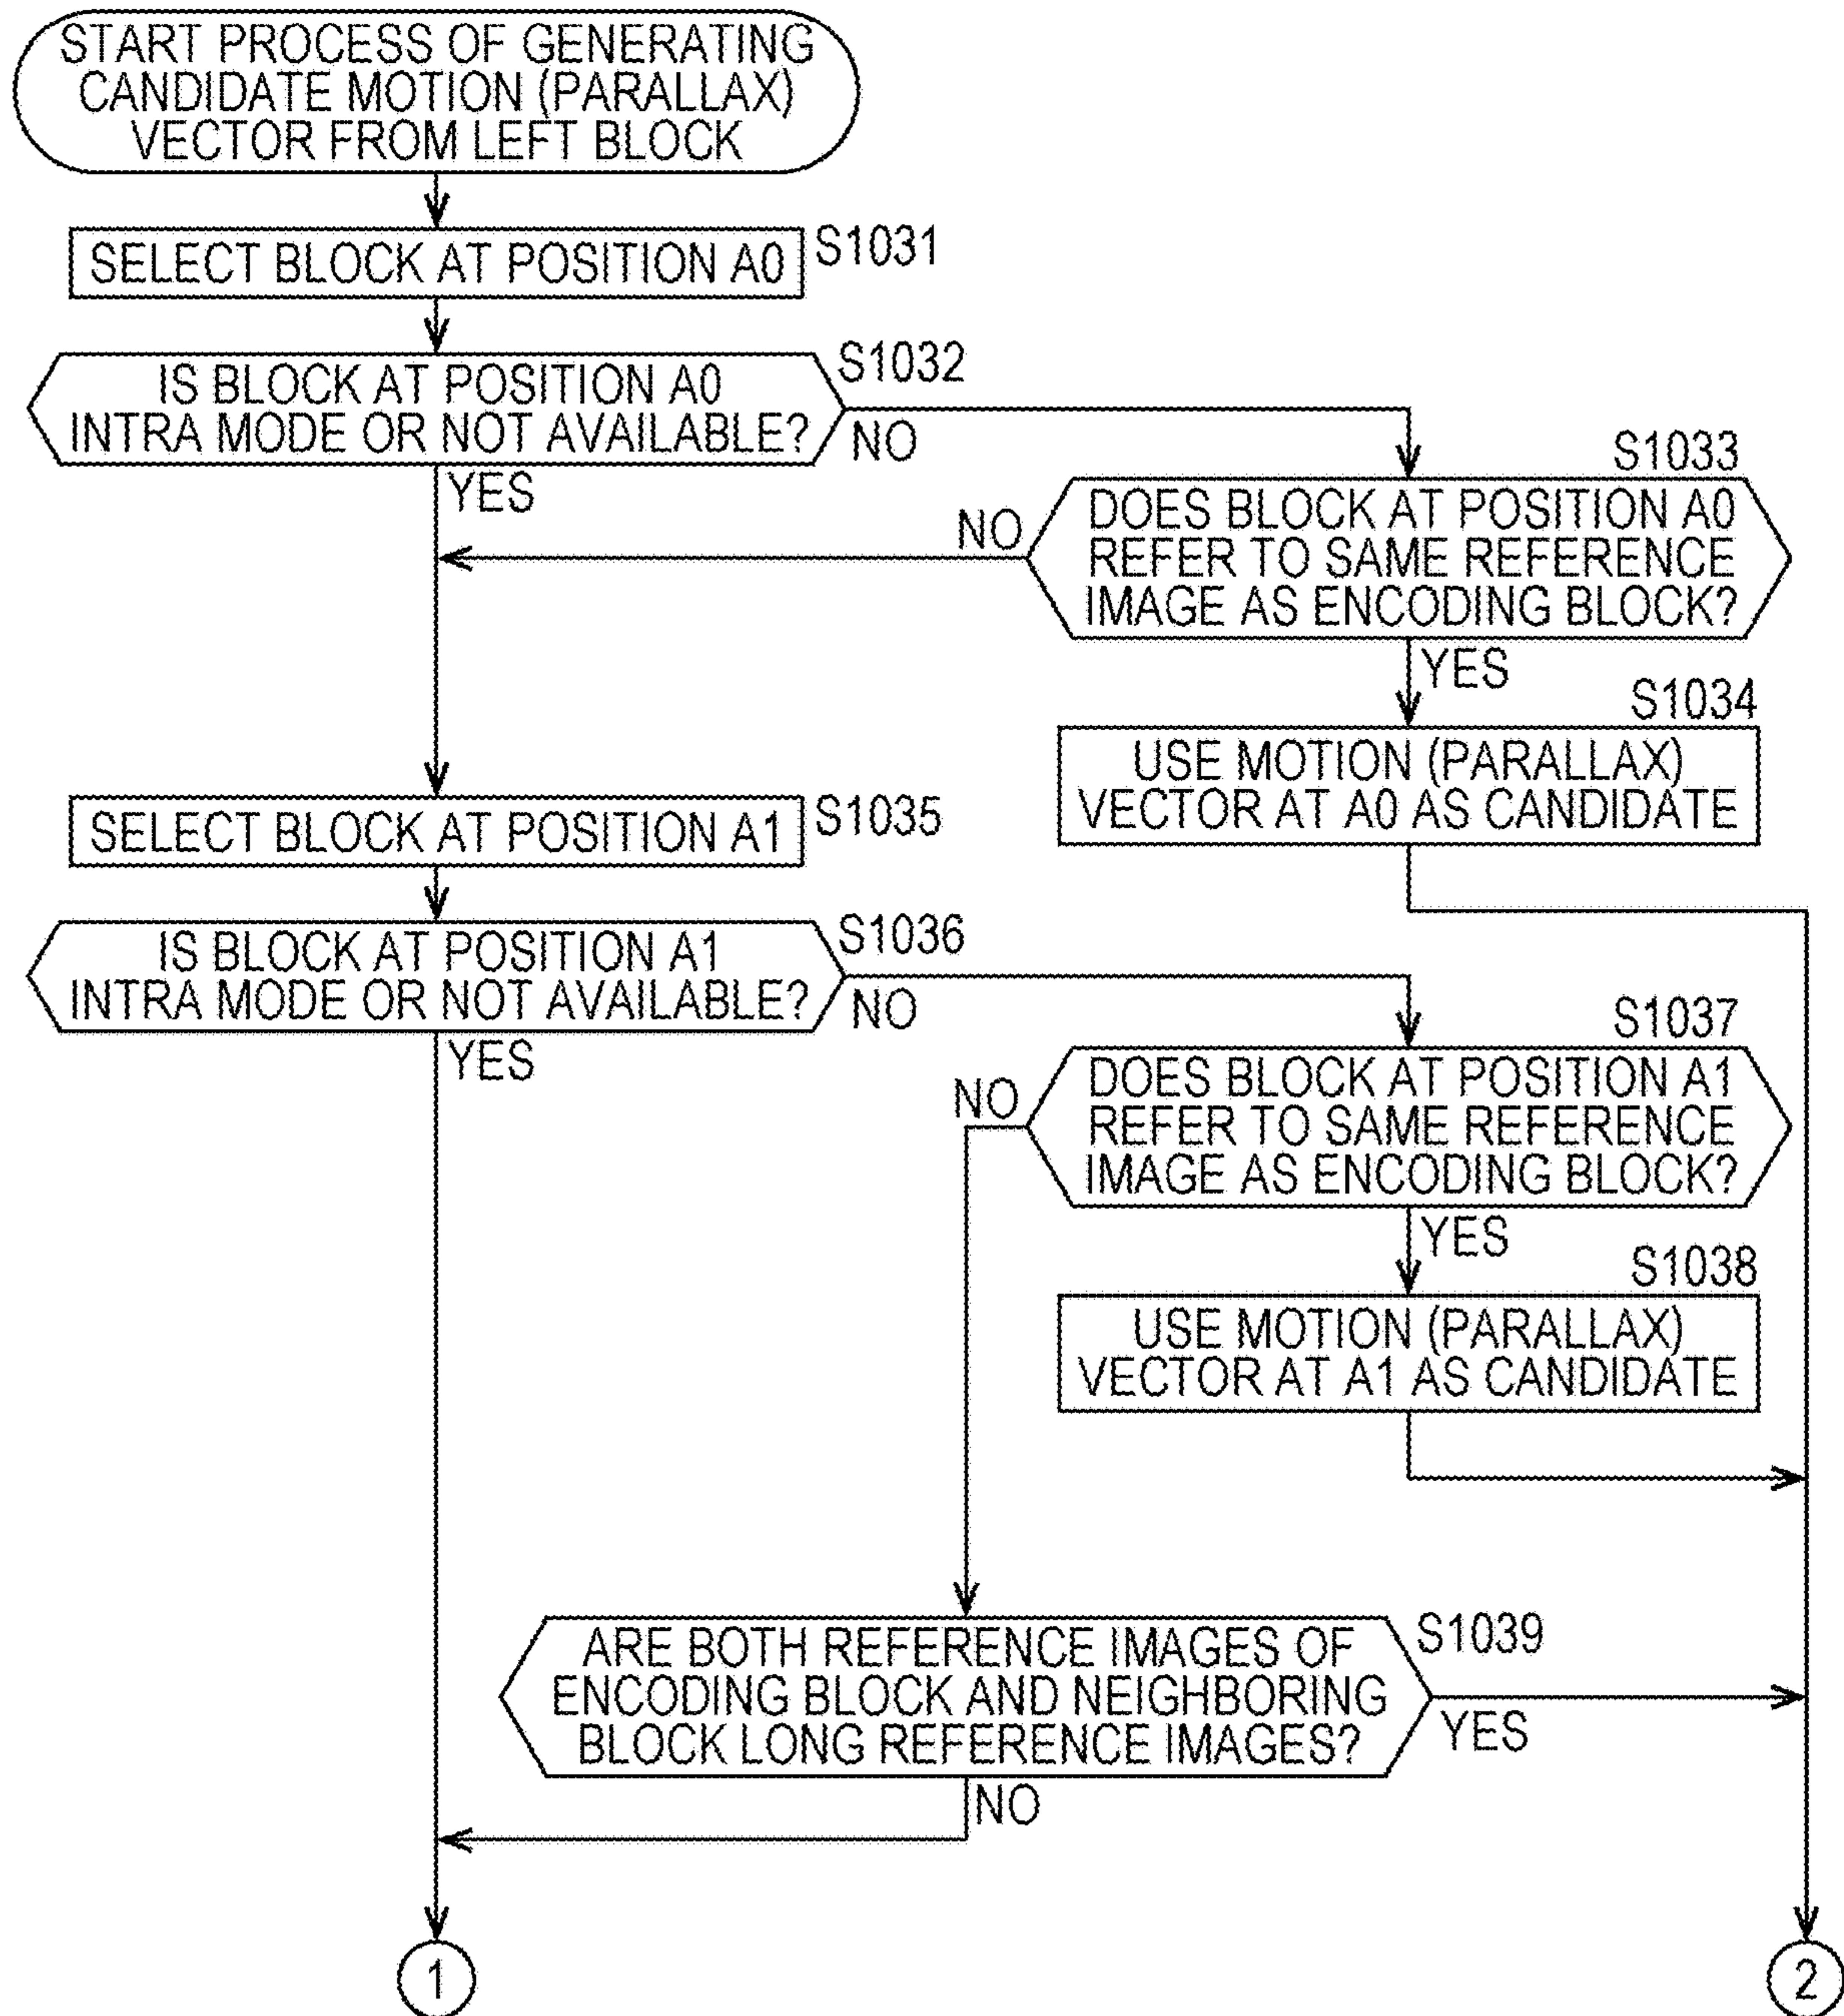 START PROCESS OF GENERATING
CANDIDATE MOTION (PARALLAX)
VECTOR FROM LEFT BLOCK
SELECT BLOCK AT POSITION A0
S1031
IS BLOCK AT POSITION A0
INTRA MODE OR NOT AVAILABLE?
S1032
NO
YES
S1033
DOES BLOCK AT POSITION A0
REFER TO SAME REFERENCE
IMAGE AS ENCODING BLOCK?
NO
YES
S1034
USE MOTION (PARALLAX)
VECTOR AT A0 AS CANDIDATE
SELECT BLOCK AT POSITION A1
S1035
IS BLOCK AT POSITION A1
INTRA MODE OR NOT AVAILABLE?
S1036
NO
YES
S1037
DOES BLOCK AT POSITION A1
REFER TO SAME REFERENCE
IMAGE AS ENCODING BLOCK?
NO
YES
S1038
USE MOTION (PARALLAX)
VECTOR AT A1 AS CANDIDATE
ARE BOTH REFERENCE IMAGES OF
ENCODING BLOCK AND NEIGHBORING
BLOCK LONG REFERENCE IMAGES?
S1039
YES
NO
1
2